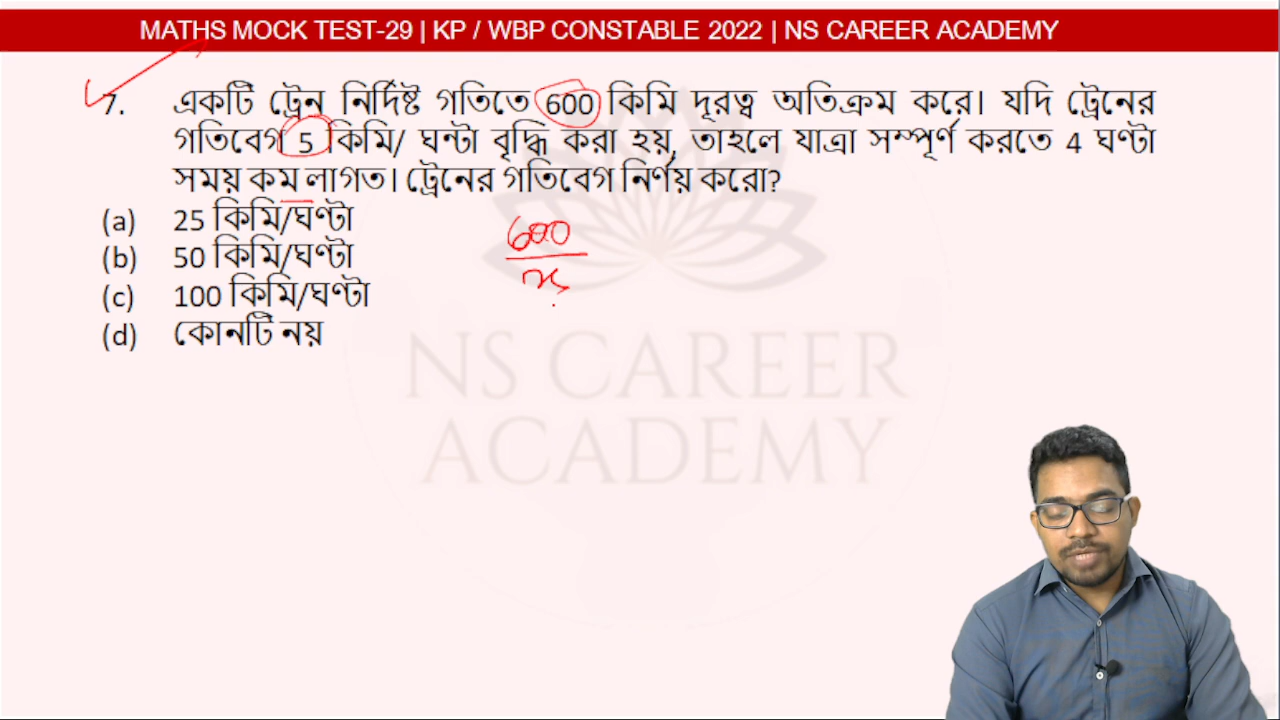 MATHS MOCK TEST-29 | KP / WBP CONSTABLE 2022 | NS CAREER ACADEMY
7. একটি ট্রেন নির্দিষ্ট গতিতে 600 কিমি দূরত্ব অতিক্রম করে। যদি ট্রেনের
গতিবেগ 5 কিমি/ ঘন্টা বৃদ্ধি করা হয়, তাহলে যাত্রা সম্পূর্ণ করতে 4 ঘণ্টা
সময় কম লাগত। ট্রেনের গতিবেগ নির্ণয় করো?
(a) 25 কিমি/ঘণ্টা
(b) 50 কিমি/ঘণ্টা
(c) 100 কিমি/ঘণ্টা
(d) কোনটি নয়
600
x
NS CAREER
ACADEMY